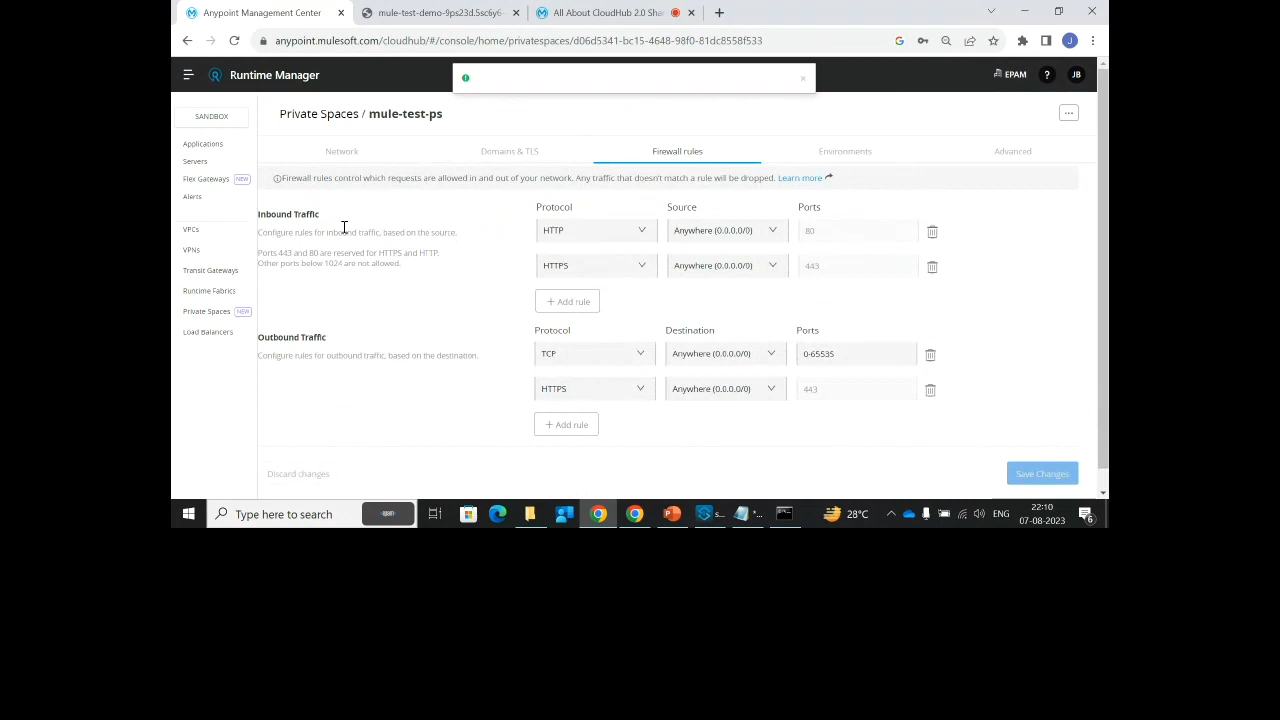 Anypoint Management Center
mule-test-demo-9ps23d.5sc6y6-
All About CloudHub 2.0 Shar
anypoint.mulesoft.com/cloudhub/#/console/home/privatespaces/d06d5341-bc15-4648-98f0-81dc8558f533
J
Runtime Manager
EPAM
?
JB
SANDBOX
Applications
Servers
Flex Gateways NEW
Alerts
VPCs
VPNs
Transit Gateways
Runtime Fabrics
Private Spaces NEW
Load Balancers
Private Spaces / mule-test-ps
Network
Domains & TLS
Firewall rules
Environments
Advanced
Firewall rules control which requests are allowed in and out of your network. Any traffic that doesn't match a rule will be dropped. Learn more
Inbound Traffic
Configure rules for inbound traffic, based on the source.
Ports 443 and 80 are reserved for HTTPS and HTTP.
Other ports below 1024 are not allowed.
Protocol Source Ports
HTTP Anywhere (0.0.0.0/0) 80
HTTPS Anywhere (0.0.0.0/0) 443
+ Add rule
Outbound Traffic
Configure rules for outbound traffic, based on the destination.
Protocol Destination Ports
TCP Anywhere (0.0.0.0/0) 0-65535
HTTPS Anywhere (0.0.0.0/0) 443
+ Add rule
Discard changes
Save Changes
Type here to search
28°C
ENG
22:10
07-08-2023
6